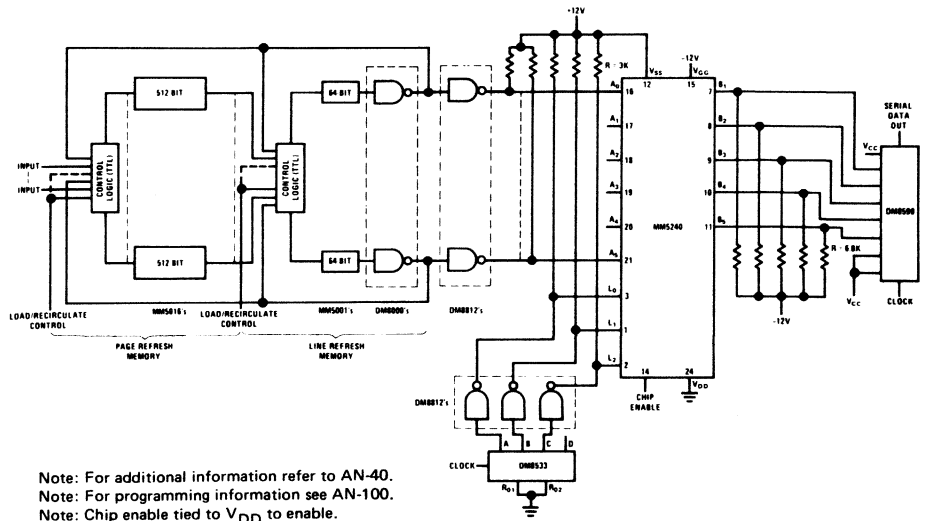 +12V
512 BIT
CONTROL LOGIC (TTL)
INPUT
INPUT
512 BIT
LOAD/RECIRCULATE CONTROL
MM5016's
PAGE REFRESH MEMORY
64 BIT
CONTROL LOGIC (TTL)
64 BIT
LOAD/RECIRCULATE CONTROL
MM5001's
DM8000's
DM8812's
LINE REFRESH MEMORY
R - 3K
VSS
12
-12V
15
VGG
A0
16
A1
17
A2
18
A3
19
A4
20
A5
21
L0
3
L1
1
L2
2
MM5240
B1
7
B2
8
B3
9
B4
10
B5
11
14
CHIP ENABLE
24
VDD
R - 6.8K
-12V
SERIAL DATA OUT
VCC
DM8590
VCC
CLOCK
DM8812's
A
B
C
D
CLOCK
DM8533
R01
R02
Note: For additional information refer to AN-40.
Note: For programming information see AN-100.
Note: Chip enable tied to VDD to enable.